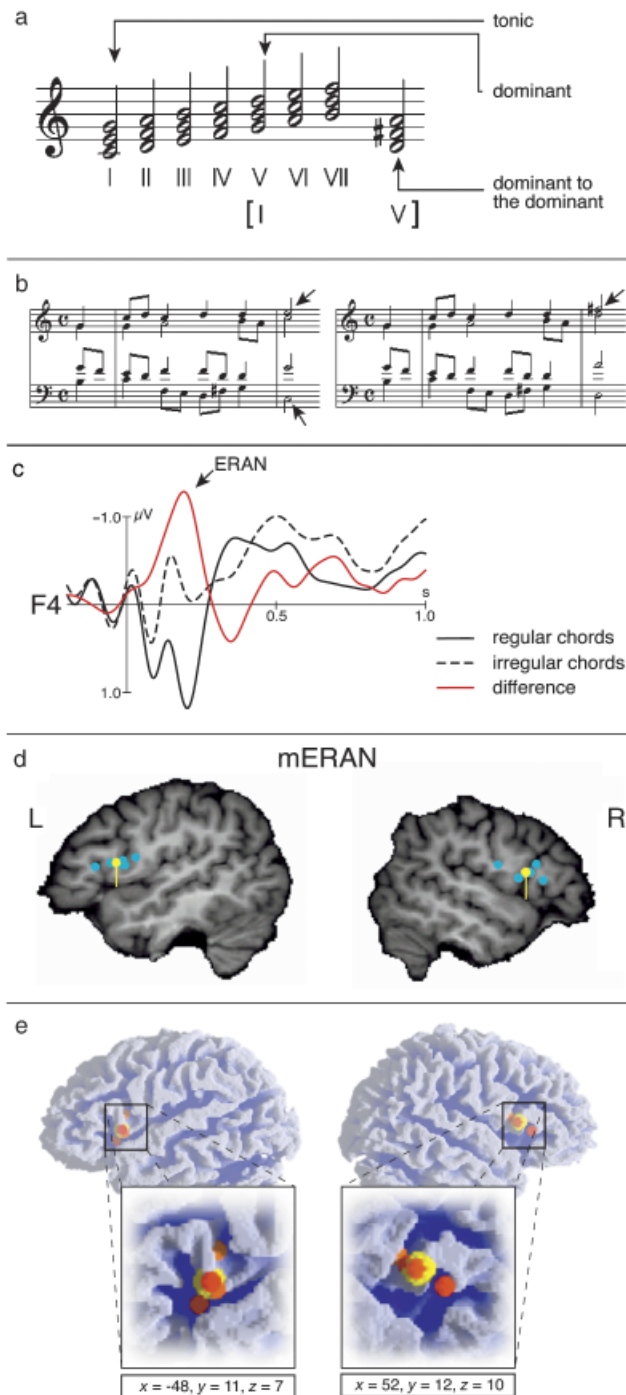 a
tonic
dominant
I II III IV V VI VII
dominant to
the dominant
[ I V ]
b
c
ERAN
-1.0 µV
F4
s
0.5 1.0
1.0
regular chords
irregular chords
difference
d
mERAN
L
R
e
x = -48, y = 11, z = 7
x = 52, y = 12, z = 10